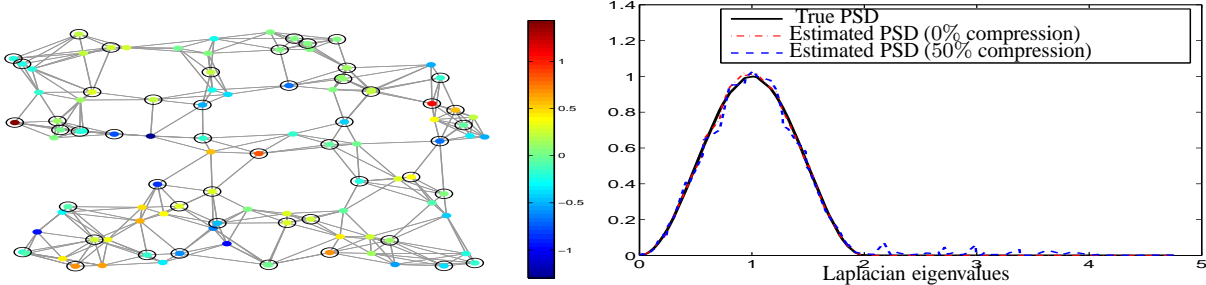 1
0.5
0
−0.5
−1
1.4
1.2
1
0.8
0.6
0.4
0.2
0
True PSD
Estimated PSD (0% compression)
Estimated PSD (50% compression)
0 1 2 3 4 5
Laplacian eigenvalues